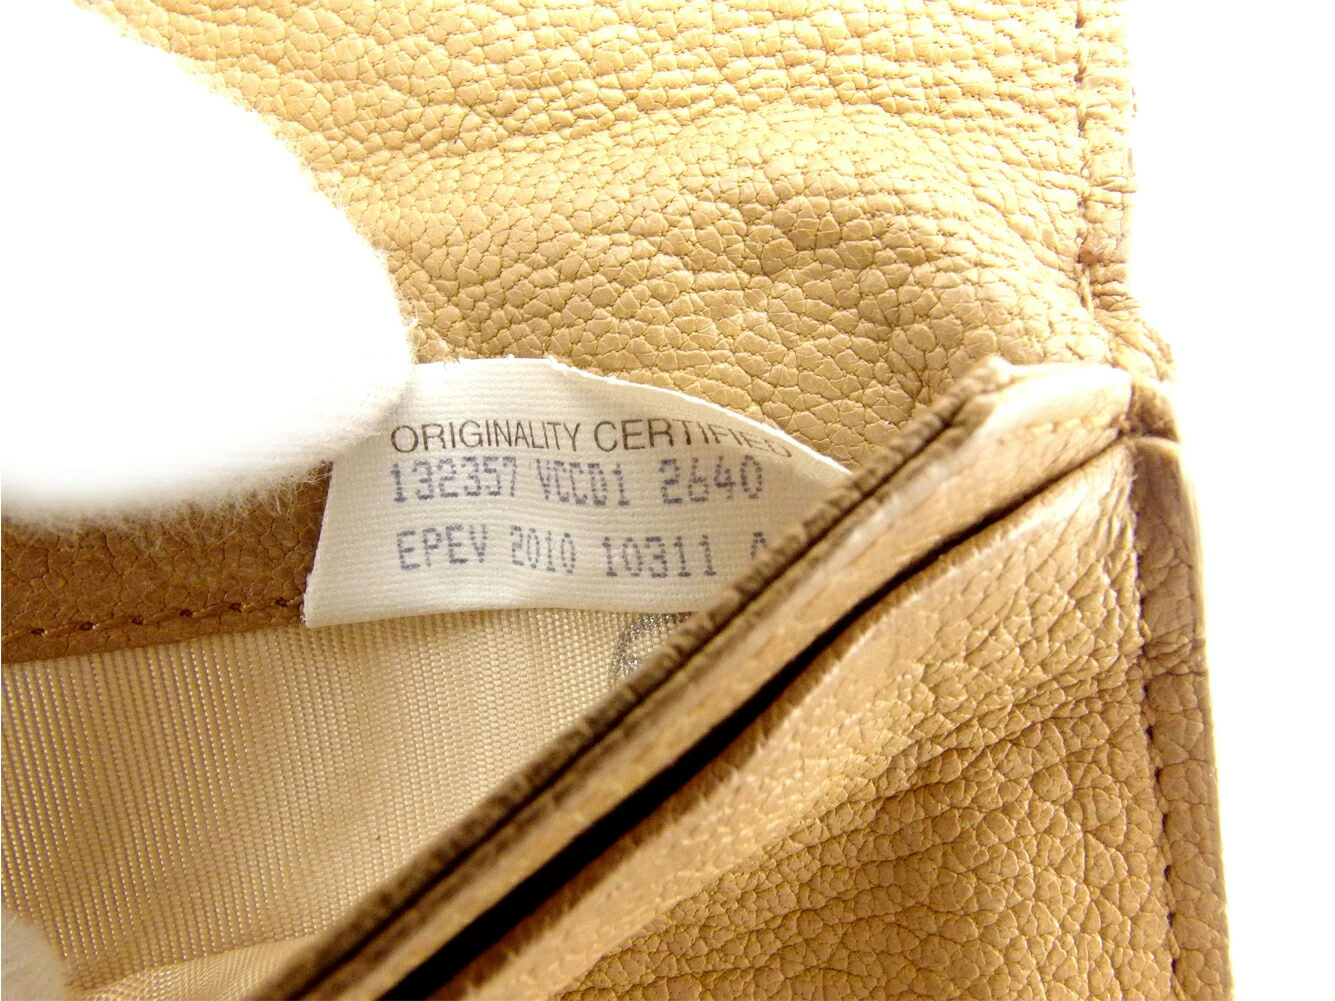 ORIGINALITY CERTIFIED
132357 VCCD1 2640
EPEV 2010 10311